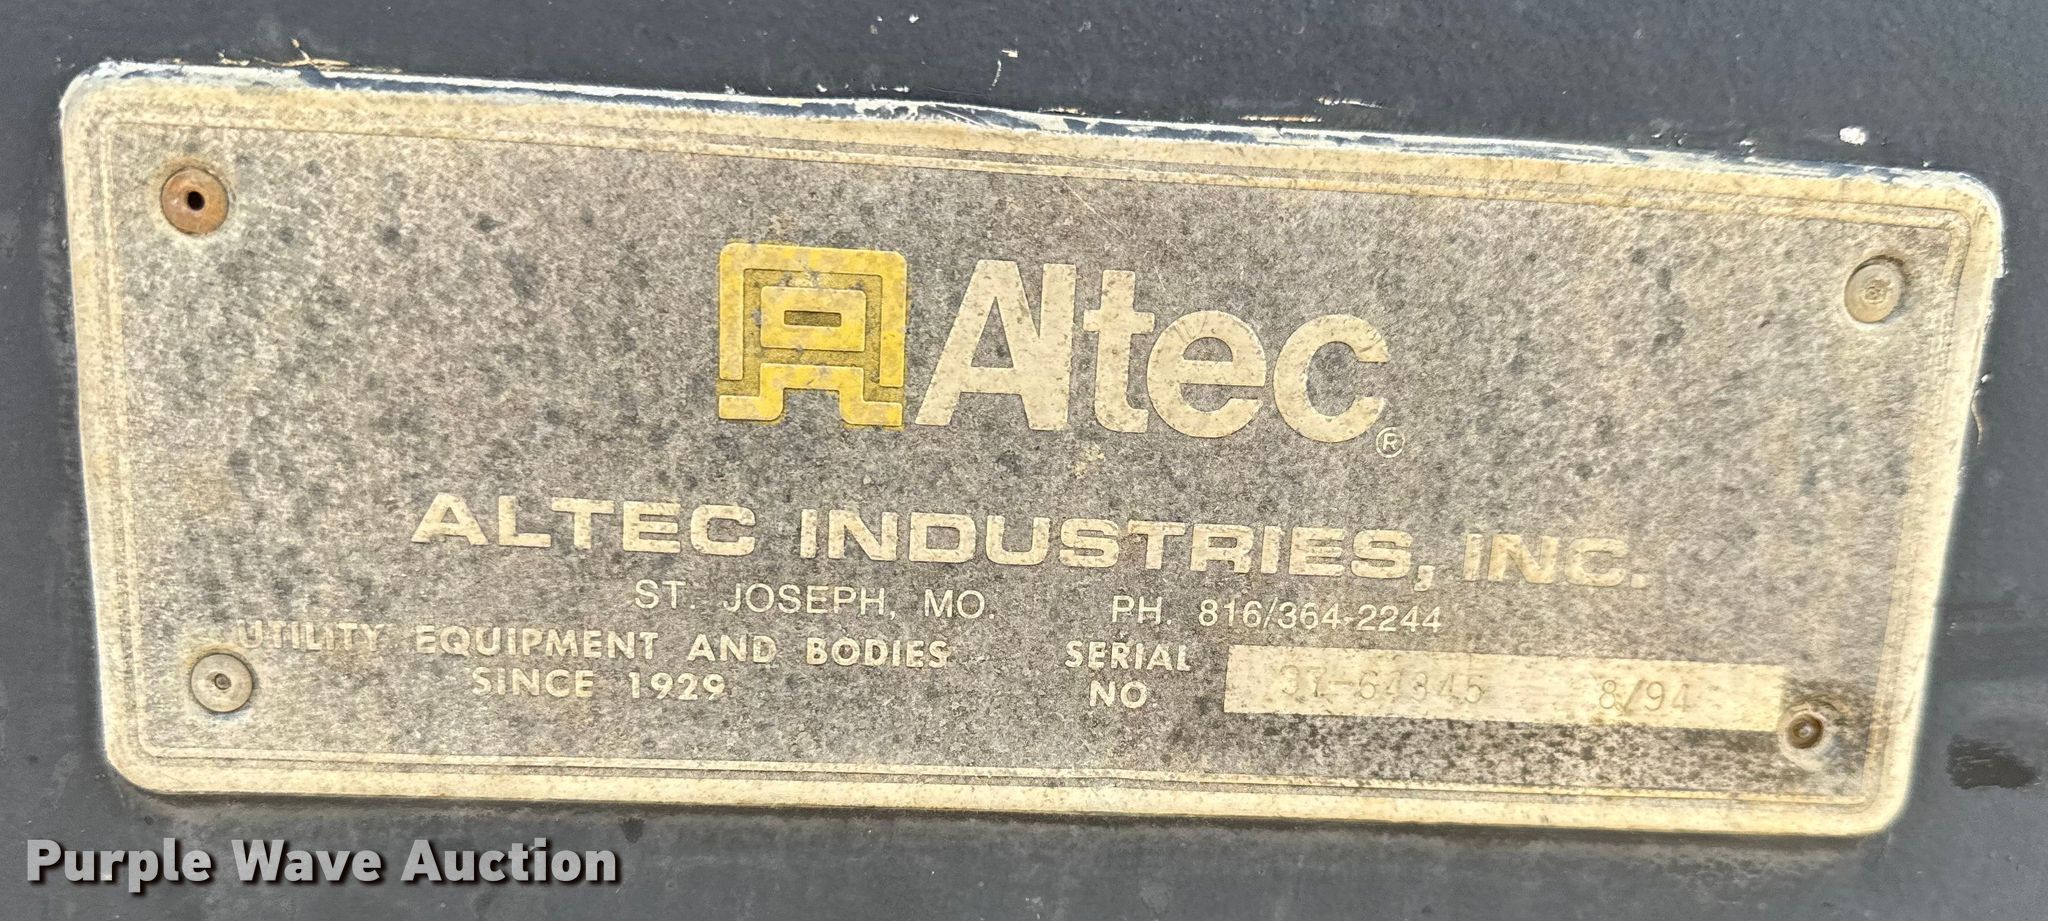 Altec®
ALTEC INDUSTRIES, INC.
ST. JOSEPH, MO. PH. 816/364-2244
UTILITY EQUIPMENT AND BODIES
SINCE 1929
SERIAL
NO 8/94
Purple Wave Auction